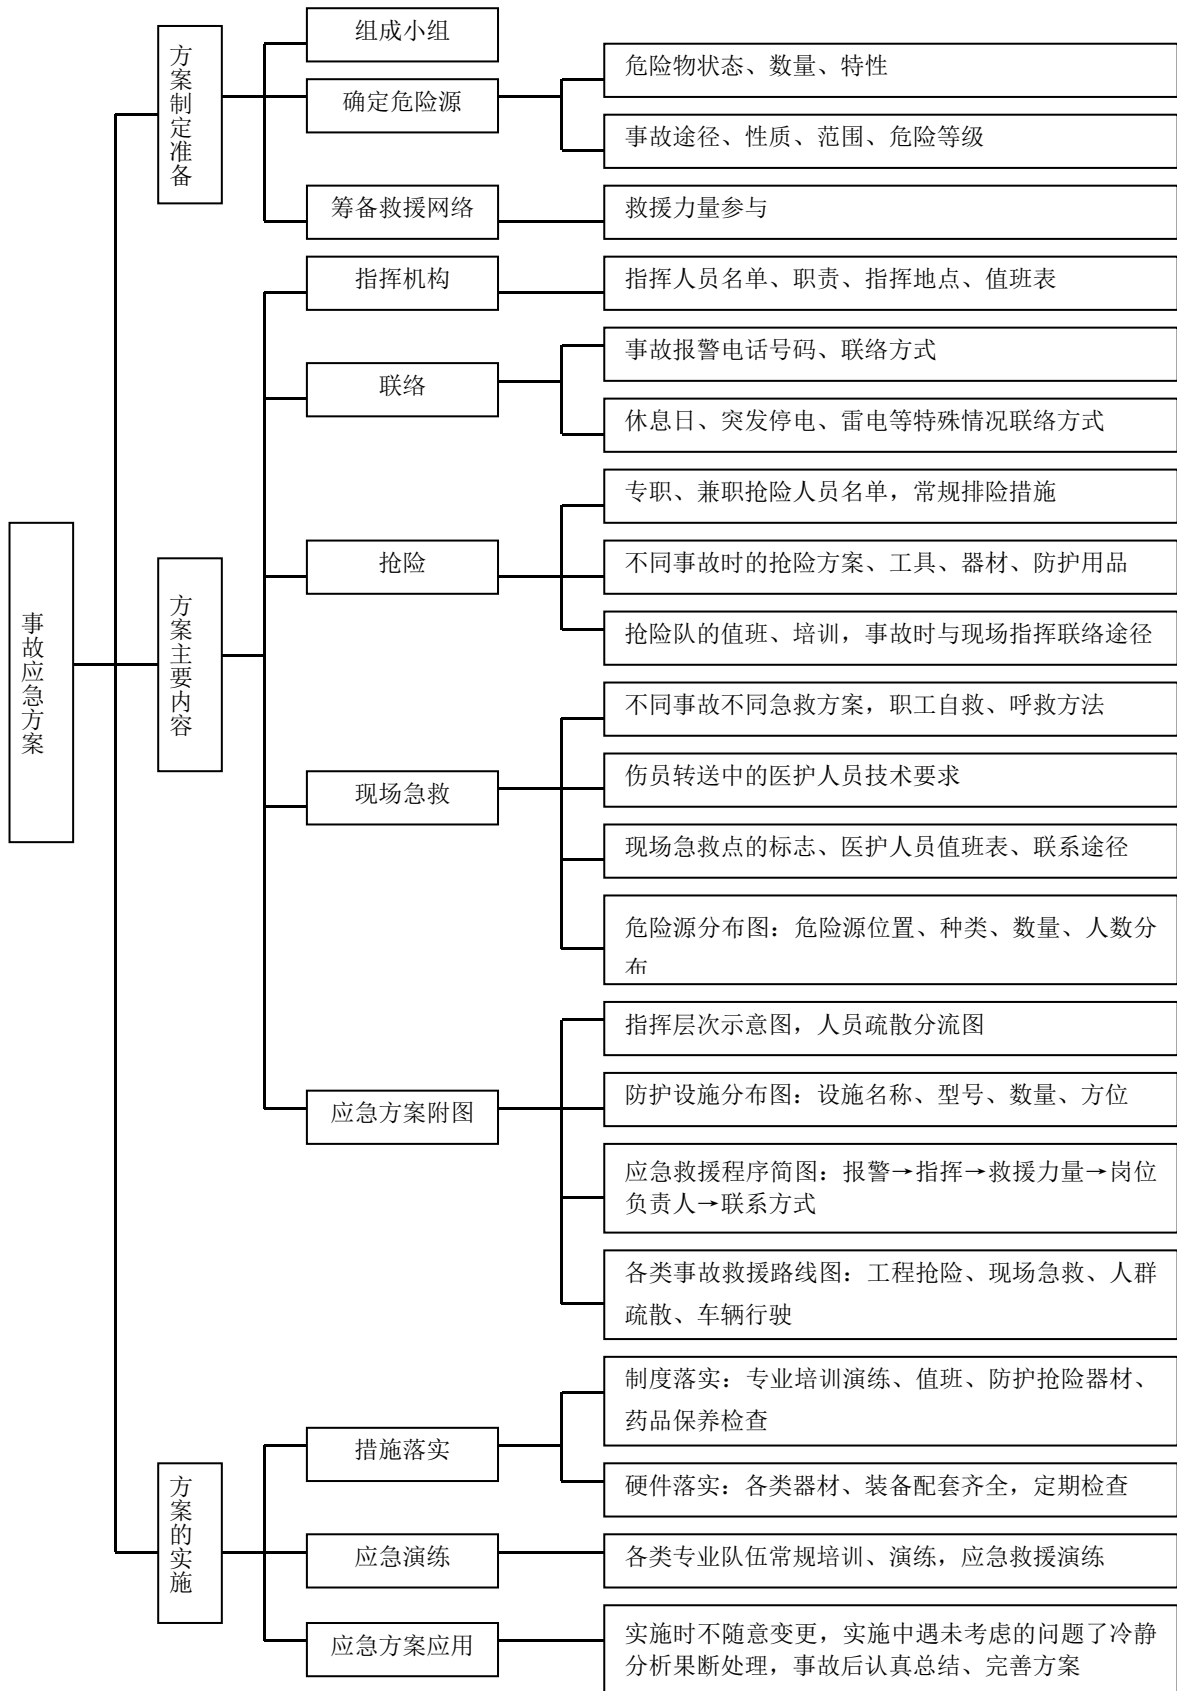 事故应急方案
方案制定准备
组成小组
确定危险源
危险物状态、数量、特性
事故途径、性质、范围、危险等级
筹备救援网络
救援力量参与
方案主要内容
指挥机构
指挥人员名单、职责、指挥地点、值班表
联络
事故报警电话号码、联络方式
休息日、突发停电、雷电等特殊情况联络方式
抢险
专职、兼职抢险人员名单，常规排险措施
不同事故时的抢险方案、工具、器材、防护用品
抢险队的值班、培训，事故时与现场指挥联络途径
现场急救
不同事故不同急救方案，职工自救、呼救方法
伤员转送中的医护人员技术要求
现场急救点的标志、医护人员值班表、联系途径
危险源分布图：危险源位置、种类、数量、人数分
布
应急方案附图
指挥层次示意图，人员疏散分流图
防护设施分布图：设施名称、型号、数量、方位
应急救援程序简图：报警→指挥→救援力量→岗位
负责人→联系方式
各类事故救援路线图：工程抢险、现场急救、人群
疏散、车辆行驶
方案的实施
措施落实
制度落实：专业培训演练、值班、防护抢险器材、
药品保养检查
硬件落实：各类器材、装备配套齐全，定期检查
应急演练
各类专业队伍常规培训、演练，应急救援演练
应急方案应用
实施时不随意变更，实施中遇未考虑的问题了冷静
分析果断处理，事故后认真总结、完善方案